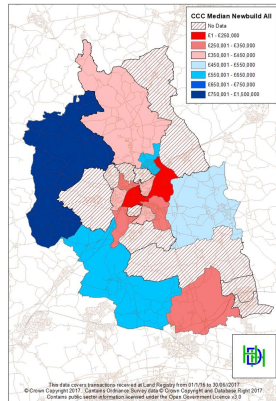 CCC Median Newbuild All
No Data
£1 - £250,000
£250,001 - £350,000
£350,001 - £450,000
£450,001 - £550,000
£550,001 - £650,000
£650,001 - £750,000
£750,001 - £1,000,000
HDH
This data covers transactions received at Land Registry from 01/1/16 to 30/06/2017
© Crown Copyright 2017. Contains Ordnance Survey data © Crown Copyright and Database Right 2017
Contains public sector information licensed under the Open Government Licence v3.0